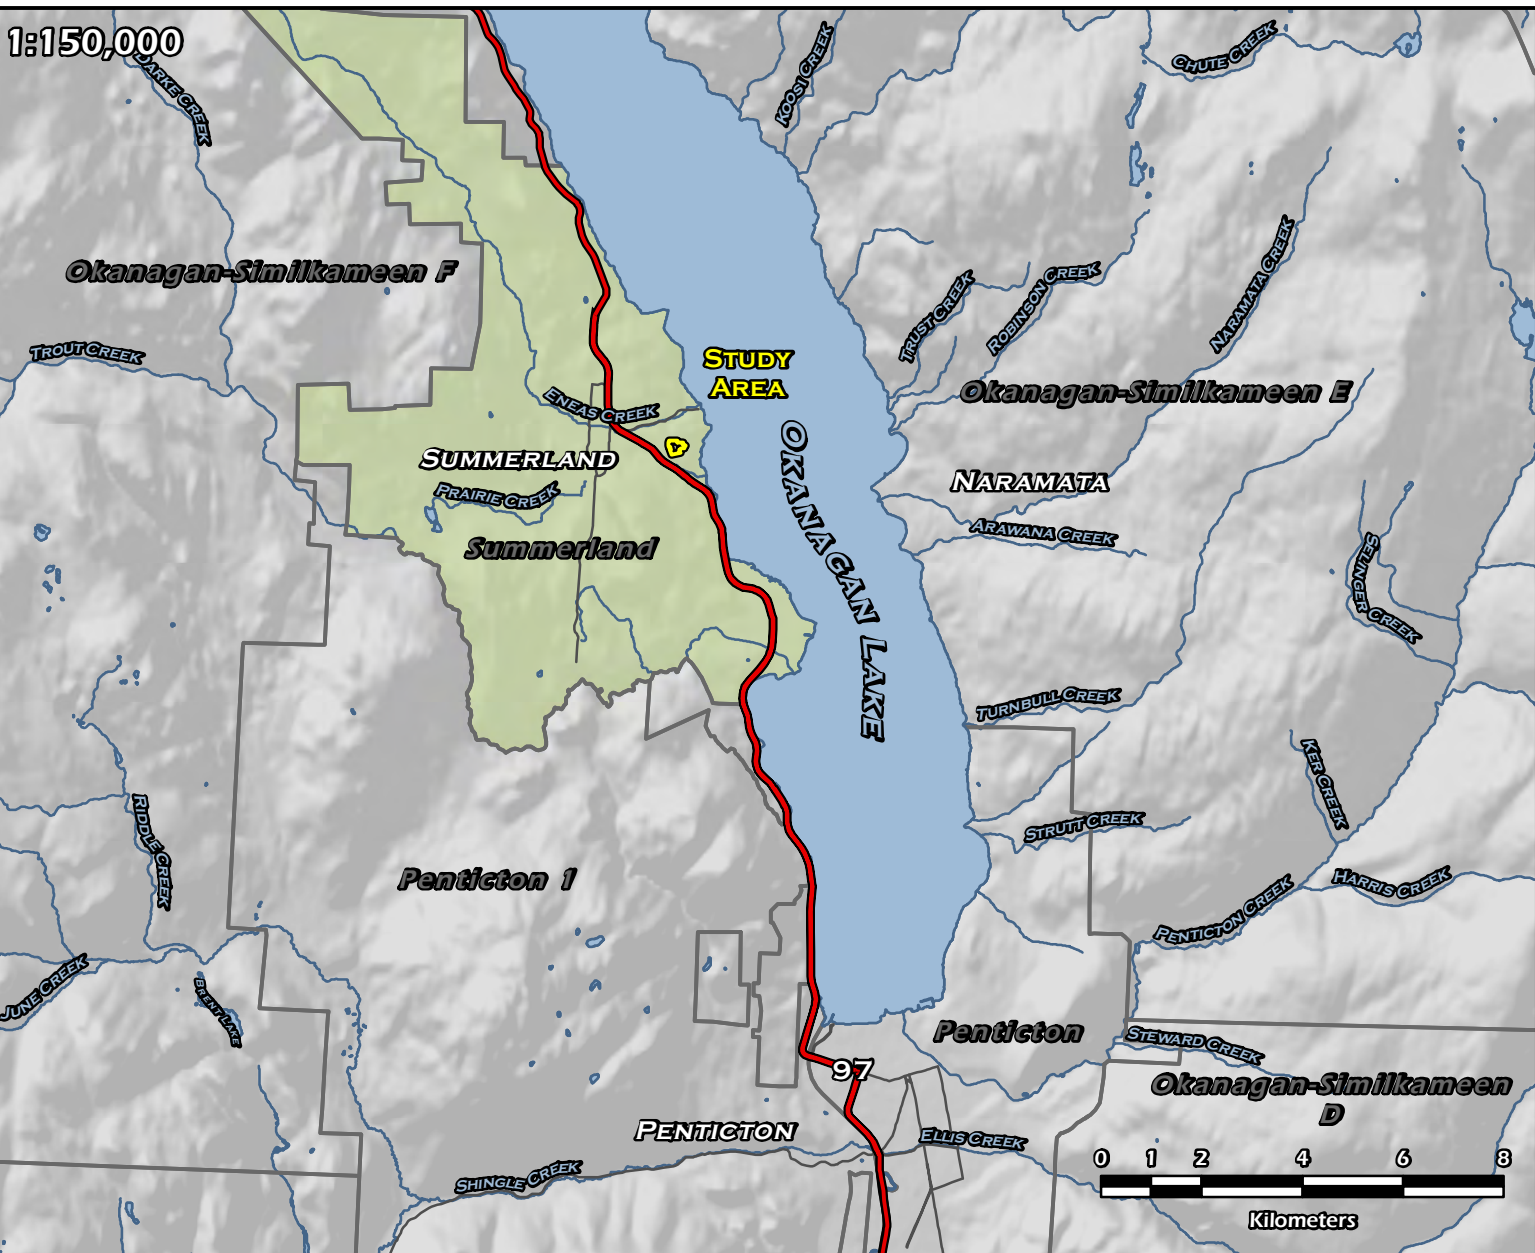 1:150,000
DARKE CREEK
KOOSI CREEK
CHUTE CREEK
Okanagan-Similkameen F
TRUST CREEK
ROBINSON CREEK
NARAMATA CREEK
TROUT CREEK
STUDY
AREA
ENEAS CREEK
Okanagan-Similkameen E
SUMMERLAND
OKANAGAN LAKE
NARAMATA
PRAIRIE CREEK
ARAWANA CREEK
Summerland
SELINGER CREEK
TURNBULL CREEK
KER CREEK
RIDDLE CREEK
STRUTT CREEK
Penticton 1
HARRIS CREEK
PENTICTON CREEK
JUNE CREEK
BRENT LAKE
Penticton
STEWARD CREEK
97
Okanagan-Similkameen
D
PENTICTON
ELLIS CREEK
SHINGLE CREEK
0 1 2 4 6 8
Kilometers